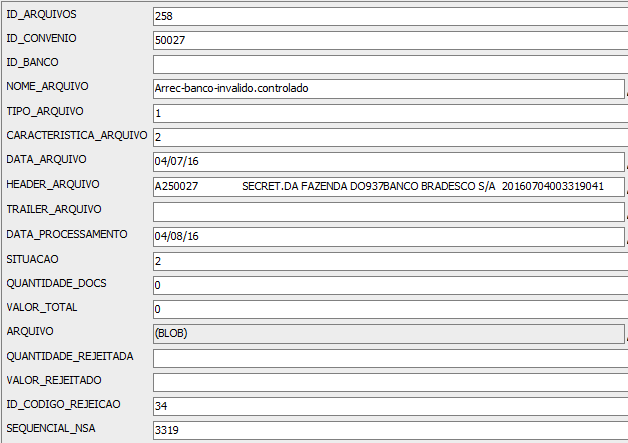 ID_ARQUIVOS 258
ID_CONVENIO 50027
ID_BANCO
NOME_ARQUIVO Arrec-banco-invalido.controlado
TIPO_ARQUIVO 1
CARACTERISTICA_ARQUIVO 2
DATA_ARQUIVO 04/07/16
HEADER_ARQUIVO A250027 SECRET.DA FAZENDA DO937BANCO BRADESCO S/A 20160704003319041
TRAILER_ARQUIVO
DATA_PROCESSAMENTO 04/08/16
SITUACAO 2
QUANTIDADE_DOCS 0
VALOR_TOTAL 0
ARQUIVO (BLOB)
QUANTIDADE_REJEITADA
VALOR_REJEITADO
ID_CODIGO_REJEICAO 34
SEQUENCIAL_NSA 3319